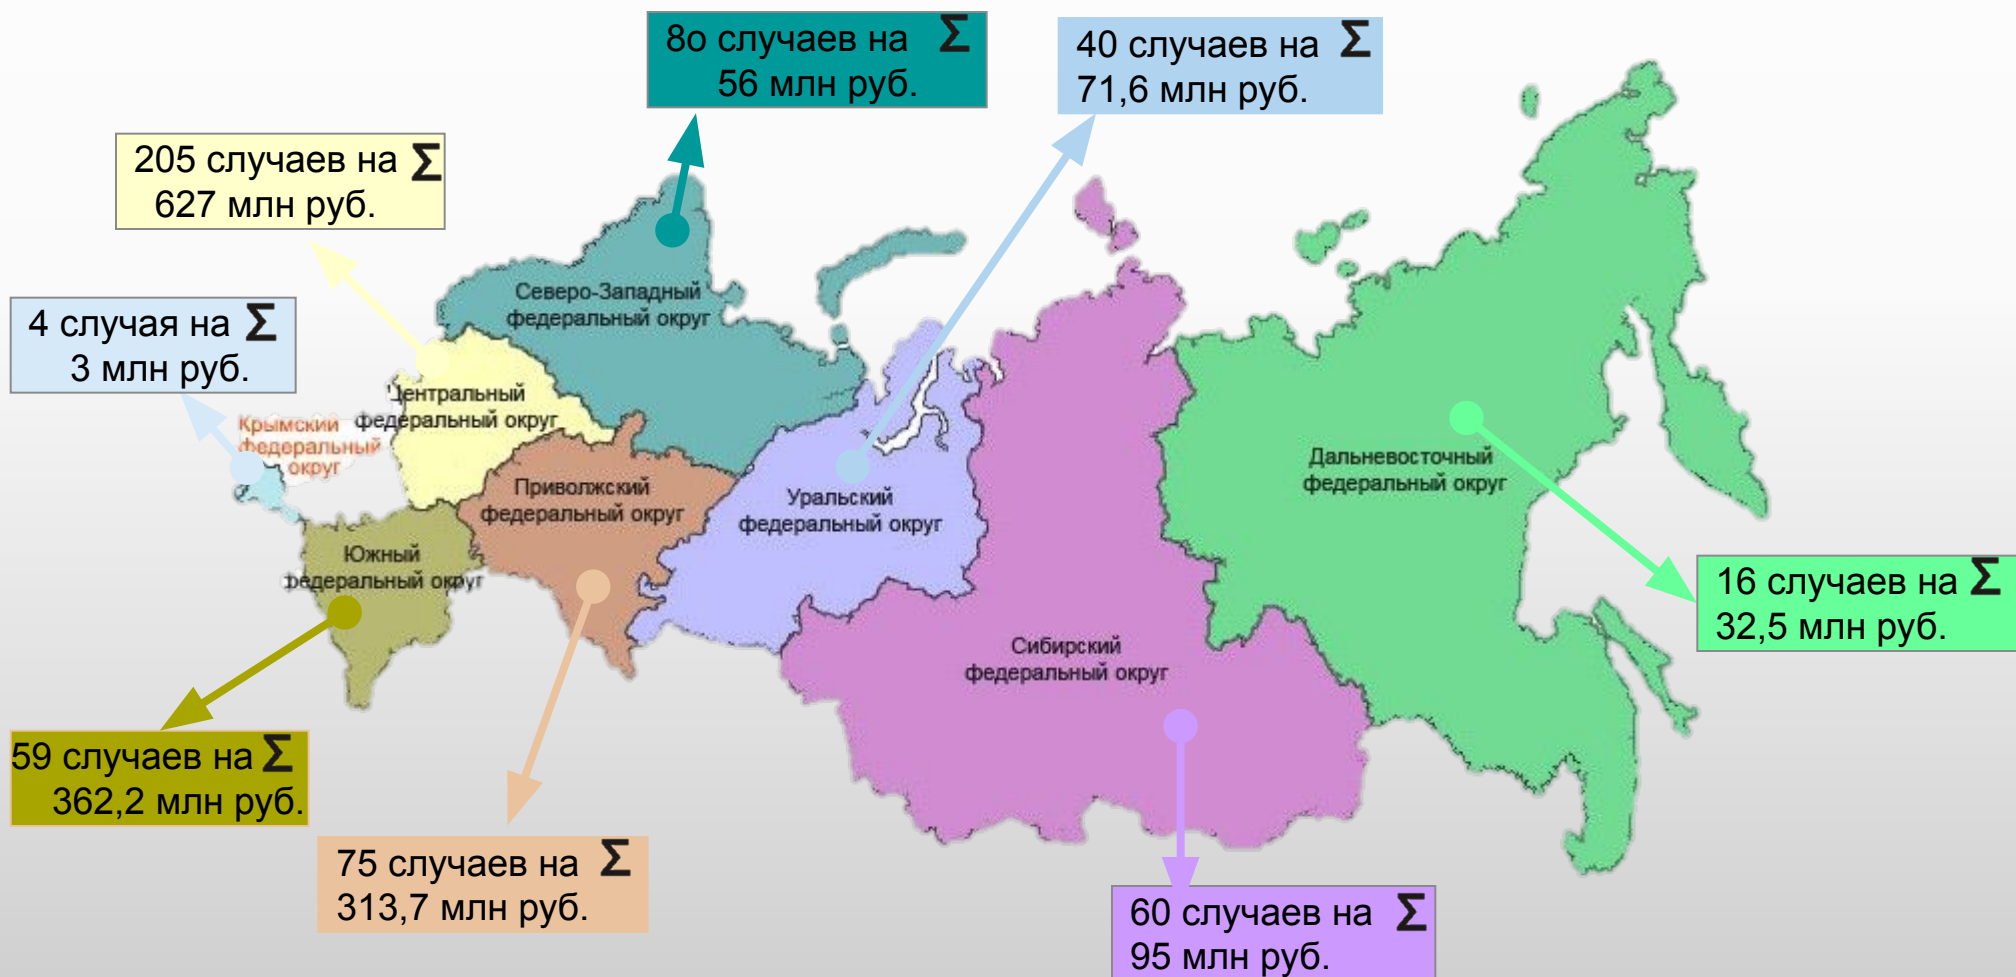 8о случаев на Σ
56 млн руб.
40 случаев на Σ
71,6 млн руб.
205 случаев на Σ
627 млн руб.
4 случая на Σ
3 млн руб.
Северо-Западный
федеральный округ
Центральный
федеральный округ
Крымский
федеральный
округ
Приволжский
федеральный округ
Уральский
федеральный округ
Дальневосточный
федеральный округ
Южный
федеральный округ
Сибирский
федеральный округ
16 случаев на Σ
32,5 млн руб.
59 случаев на Σ
362,2 млн руб.
75 случаев на Σ
313,7 млн руб.
60 случаев на Σ
95 млн руб.